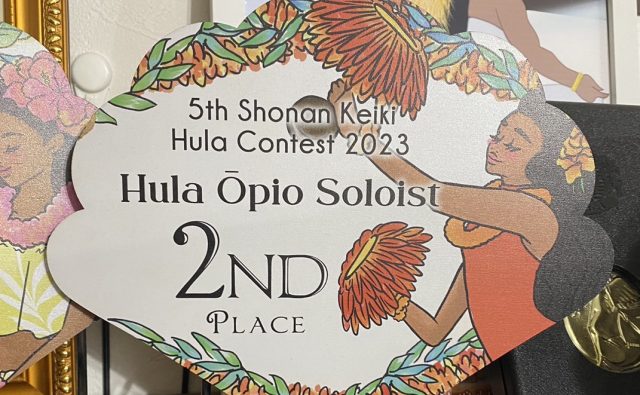 5th Shonan Keiki
Hula Contest 2023
Hula Ōpio Soloist
2ND
PLACE